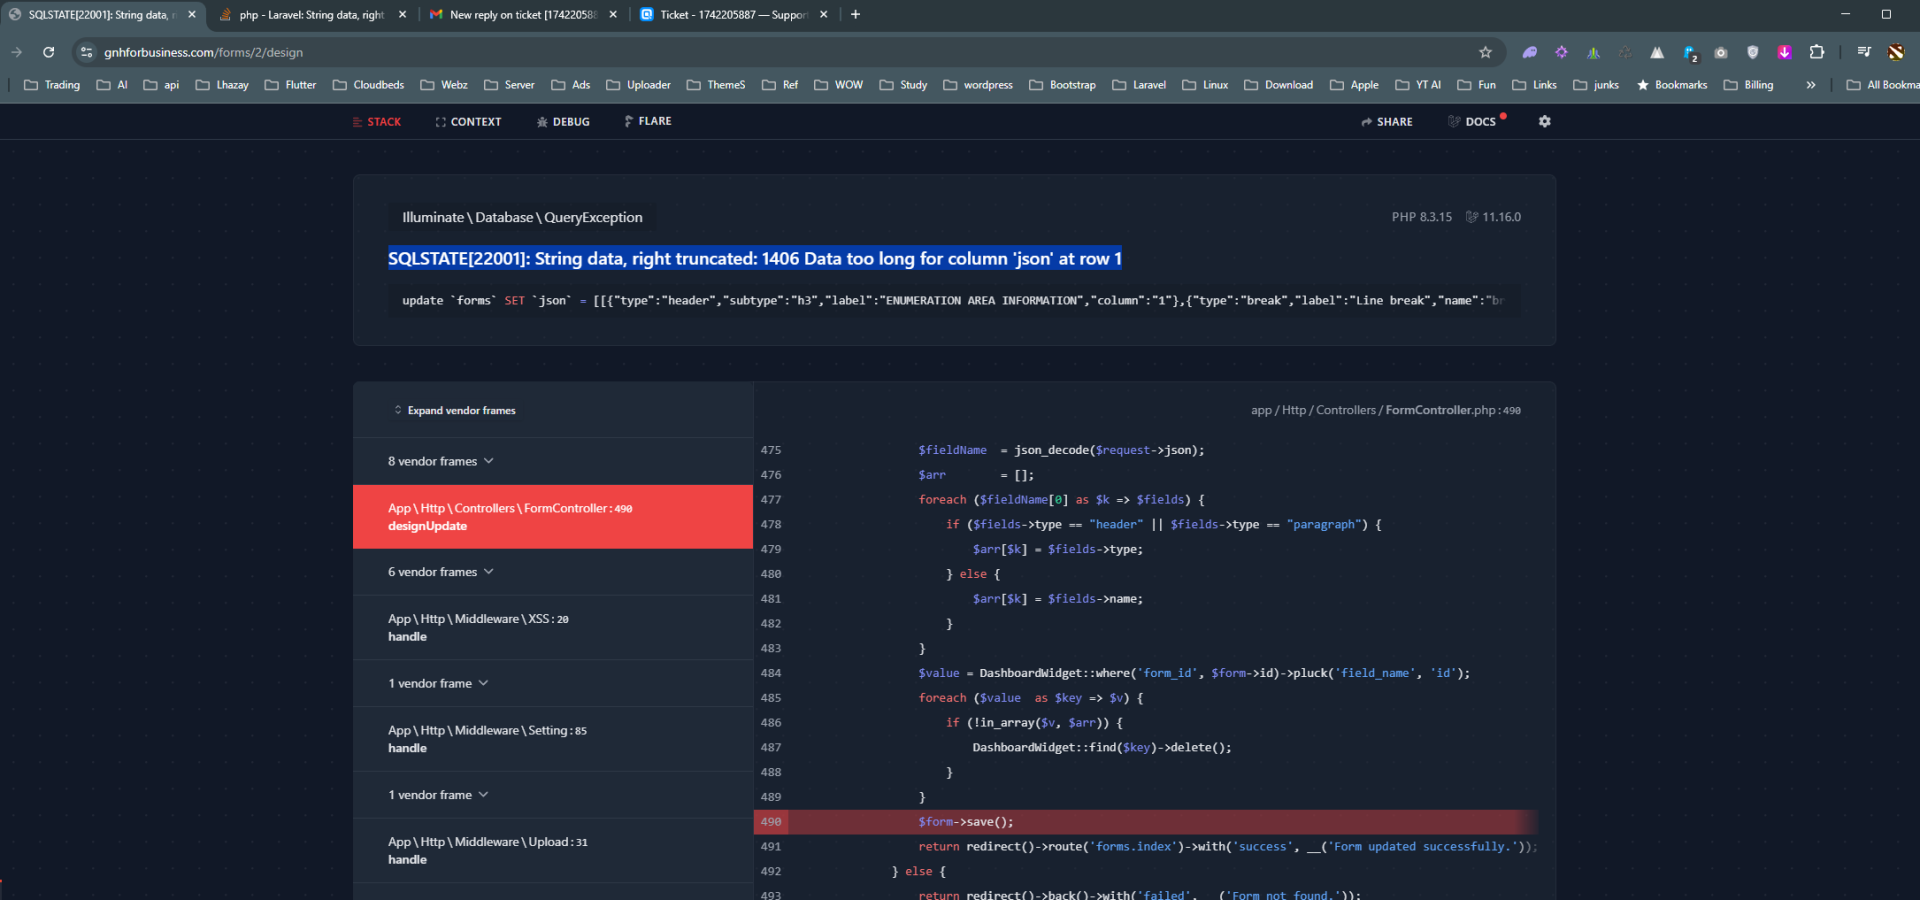 SQLSTATE[22001]: String data, r
php - Laravel: String data, right
New reply on ticket [174220588
Ticket - 1742205887 — Suppor
gnhforbusiness.com/forms/2/design
2
Trading AI api Lhazay Flutter Cloudbeds Webz Server Ads Uploader ThemeS Ref WOW Study wordpress Bootstrap Laravel Linux Download Apple YT AI Fun Links junks Bookmarks Billing » All Bookma
STACK CONTEXT DEBUG FLARE SHARE DOCS
Illuminate\Database\QueryException
PHP 8.3.15 11.16.0
SQLSTATE[22001]: String data, right truncated: 1406 Data too long for column 'json' at row 1
update `forms` SET `json` = [[{"type":"header","subtype":"h3","label":"ENUMERATION AREA INFORMATION","column":"1"},{"type":"break","label":"Line break","name":"br
Expand vendor frames
8 vendor frames
App\Http\Controllers\FormController:490
designUpdate
6 vendor frames
App\Http\Middleware\XSS:20
handle
1 vendor frame
App\Http\Middleware\Setting:85
handle
1 vendor frame
App\Http\Middleware\Upload:31
handle
app / Http / Controllers / FormController.php:490
475 $fieldName = json_decode($request->json);
476 $arr = [];
477 foreach ($fieldName[0] as $k => $fields) {
478 if ($fields->type == "header" || $fields->type == "paragraph") {
479 $arr[$k] = $fields->type;
480 } else {
481 $arr[$k] = $fields->name;
482 }
483 }
484 $value = DashboardWidget::where('form_id', $form->id)->pluck('field_name', 'id');
485 foreach ($value as $key => $v) {
486 if (!in_array($v, $arr)) {
487 DashboardWidget::find($key)->delete();
488 }
489 }
490 $form->save();
491 return redirect()->route('forms.index')->with('success', __('Form updated successfully.'));
492 } else {
493 return redirect()->back()->with('failed', __('Form not found.'));